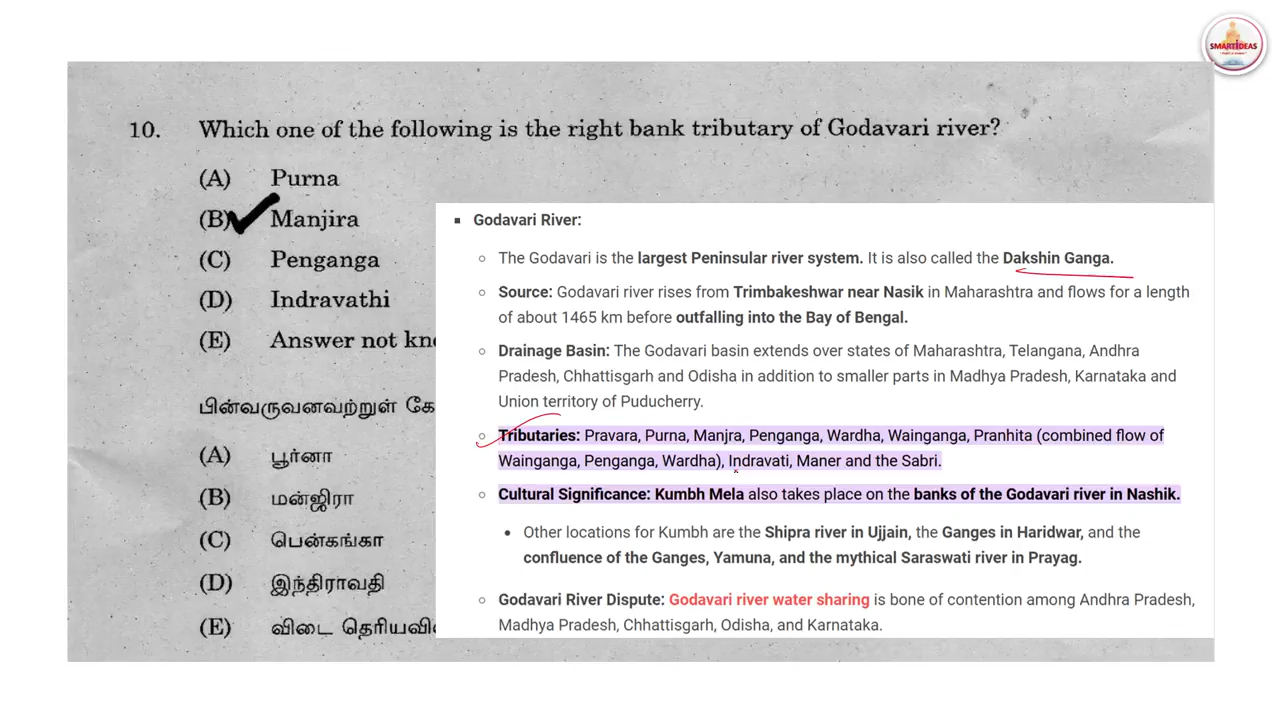 SMARTIDEAS
10. Which one of the following is the right bank tributary of Godavari river?
(A) Purna
(B) Manjira
(C) Penganga
(D) Indravathi
(E) Answer not kn
பின்வருவனவற்றுள் கே
(A) பூர்னா
(B) மன்ஜிரா
(C) பென்கங்கா
(D) இந்திராவதி
(E) விடை தெரியவி
Godavari River:
The Godavari is the largest Peninsular river system. It is also called the Dakshin Ganga.
Source: Godavari river rises from Trimbakeshwar near Nasik in Maharashtra and flows for a length
of about 1465 km before outfalling into the Bay of Bengal.
Drainage Basin: The Godavari basin extends over states of Maharashtra, Telangana, Andhra
Pradesh, Chhattisgarh and Odisha in addition to smaller parts in Madhya Pradesh, Karnataka and
Union territory of Puducherry.
Tributaries: Pravara, Purna, Manjra, Penganga, Wardha, Wainganga, Pranhita (combined flow of
Wainganga, Penganga, Wardha), Indravati, Maner and the Sabri.
Cultural Significance: Kumbh Mela also takes place on the banks of the Godavari river in Nashik.
Other locations for Kumbh are the Shipra river in Ujjain, the Ganges in Haridwar, and the
confluence of the Ganges, Yamuna, and the mythical Saraswati river in Prayag.
Godavari River Dispute: Godavari river water sharing is bone of contention among Andhra Pradesh,
Madhya Pradesh, Chhattisgarh, Odisha, and Karnataka.